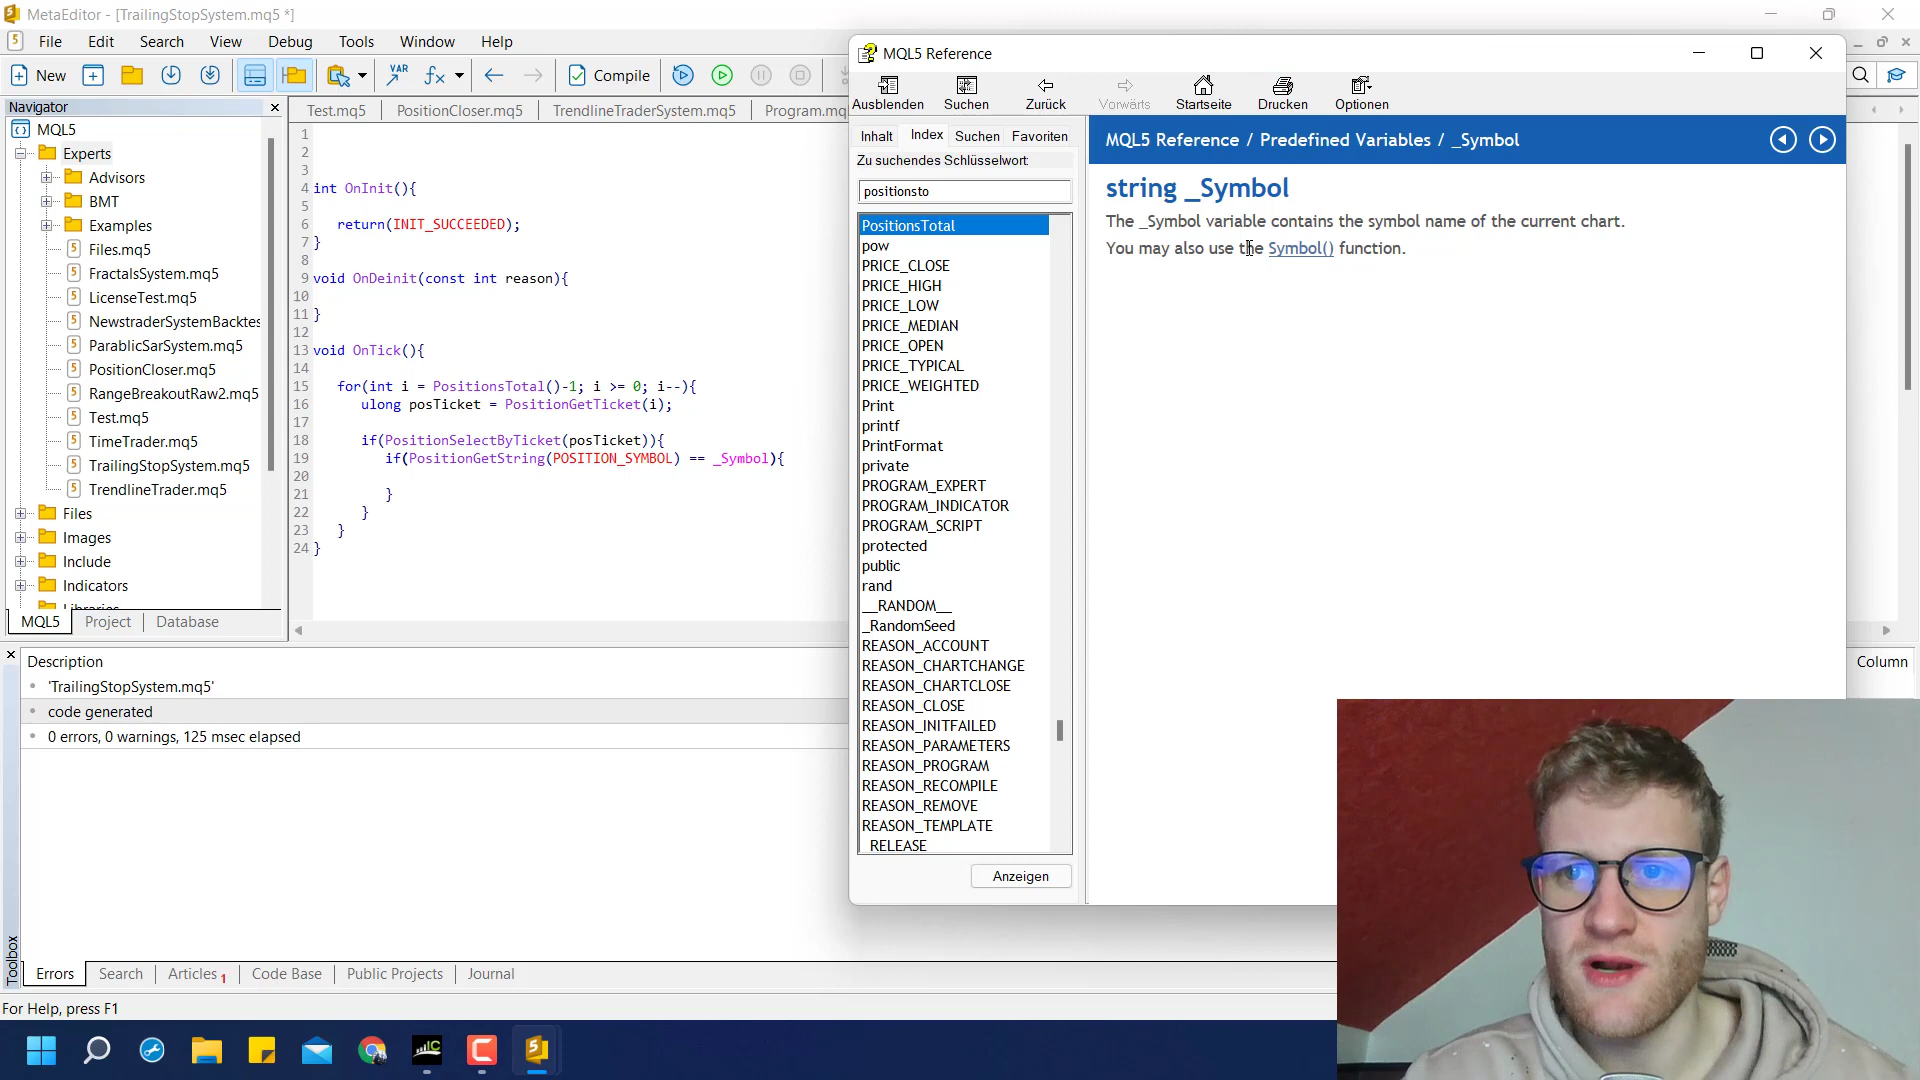 MetaEditor - [TrailingStopSystem.mq5 *]
File Edit Search View Debug Tools Window Help
New VAR Compile
Navigator
MQL5
Experts
Advisors
BMT
Examples
Files.mq5
FractalsSystem.mq5
LicenseTest.mq5
NewstraderSystemBacktes
ParablicSarSystem.mq5
PositionCloser.mq5
RangeBreakoutRaw2.mq5
Test.mq5
TimeTrader.mq5
TrailingStopSystem.mq5
TrendlineTrader.mq5
Files
Images
Include
Indicators
MQL5 Project Database
Test.mq5 PositionCloser.mq5 TrendlineTraderSystem.mq5 Program.mq
1
2
3
4 int OnInit(){
5
6 return(INIT_SUCCEEDED);
7 }
8
9 void OnDeinit(const int reason){
10
11 }
12
13 void OnTick(){
14
15 for(int i = PositionsTotal()-1; i >= 0; i--){
16 ulong posTicket = PositionGetTicket(i);
17
18 if(PositionSelectByTicket(posTicket)){
19 if(PositionGetString(POSITION_SYMBOL) == _Symbol){
20
21 }
22 }
23 }
24 }
MQL5 Reference
Ausblenden Suchen Zurück Vorwärts Startseite Drucken Optionen
Inhalt Index Suchen Favoriten
Zu suchendes Schlüsselwort
positionsto
PositionsTotal
pow
PRICE_CLOSE
PRICE_HIGH
PRICE_LOW
PRICE_MEDIAN
PRICE_OPEN
PRICE_TYPICAL
PRICE_WEIGHTED
Print
printf
PrintFormat
private
PROGRAM_EXPERT
PROGRAM_INDICATOR
PROGRAM_SCRIPT
protected
public
rand
__RANDOM__
_RandomSeed
REASON_ACCOUNT
REASON_CHARTCHANGE
REASON_CHARTCLOSE
REASON_CLOSE
REASON_INITFAILED
REASON_PARAMETERS
REASON_PROGRAM
REASON_RECOMPILE
REASON_REMOVE
REASON_TEMPLATE
RELEASE
Anzeigen
MQL5 Reference / Predefined Variables / _Symbol
string _Symbol
The _Symbol variable contains the symbol name of the current chart.
You may also use the Symbol() function.
Description
Column
'TrailingStopSystem.mq5'
code generated
0 errors, 0 warnings, 125 msec elapsed
Toolbox
Errors Search Articles 1 Code Base Public Projects Journal
For Help, press F1